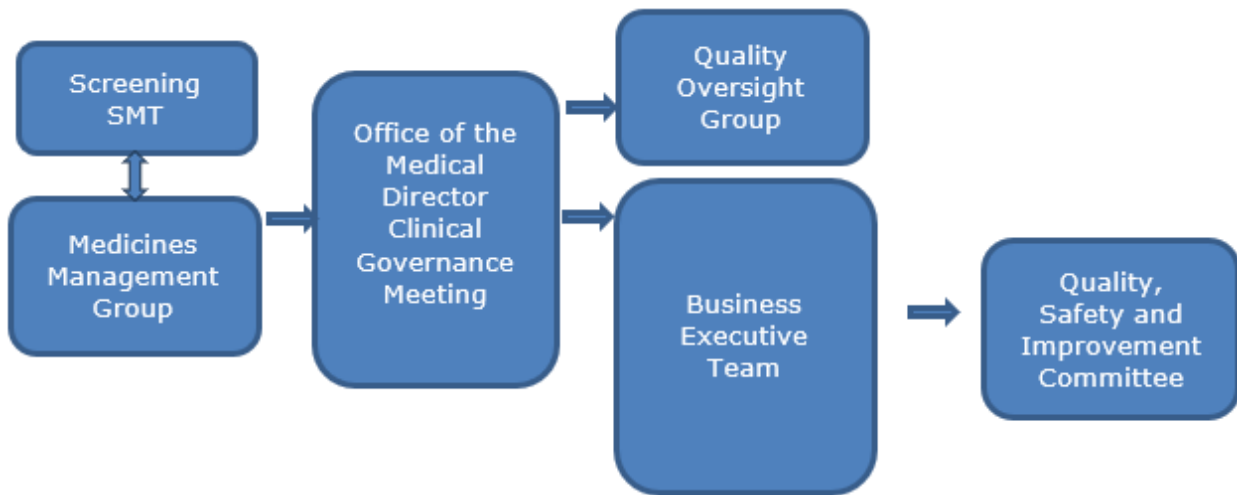 Screening
SMT
Medicines
Management
Group
Office of the
Medical
Director
Clinical
Governance
Meeting
Quality
Oversight
Group
Business
Executive
Team
Quality,
Safety and
Improvement
Committee